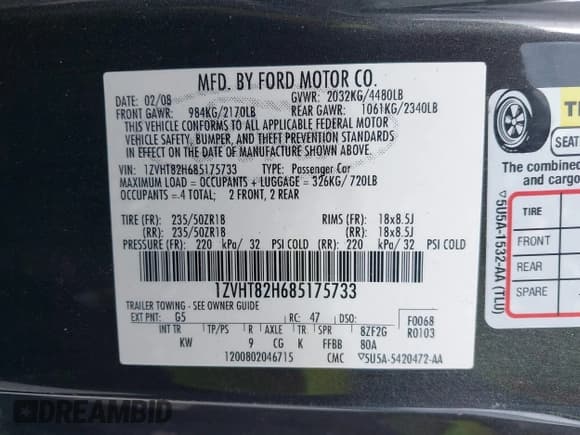 MFD. BY FORD MOTOR CO.
DATE: 02/08 GVWR: 2032KG/4480LB
FRONT GAWR: 984KG/2170LB REAR GAWR: 1061KG/2340LB
THIS VEHICLE CONFORMS TO ALL APPLICABLE FEDERAL MOTOR
VEHICLE SAFETY, BUMPER, AND THEFT PREVENTION STANDARDS
IN EFFECT ON THE DATE OF MANUFACTURE SHOWN ABOVE.
VIN: 1ZVHT82H685175733 TYPE: Passenger Car
MAXIMUM LOAD = OCCUPANTS + LUGGAGE = 326KG/ 720LB
OCCUPANTS =.4 TOTAL; 2 FRONT, 2 REAR
TIRE (FR): 235/50ZR18 RIMS (FR): 18x8.5J
(RR): 235/50ZR18 (RR): 18x8.5J
PRESSURE (FR): 220 kPa/ 32 PSI COLD (RR): 220 kPa/ 32 PSI COLD
1ZVHT82H685175733
TRAILER TOWING - SEE OWNER GUIDE
EXT PNT: G5 RC: 47 DSO: F0068
INT TR TP/PS R AXLE TR SPR 8ZF2G R0103
KW 9 CG K FFBB 80A
1200802046715 CMC ▽5U5A-5420472-AA
SEAT
The combined
and cargo
TIRE
FRONT
REAR
SPARE
▽5U5A-1532-AA (TLU)
DREAMBID